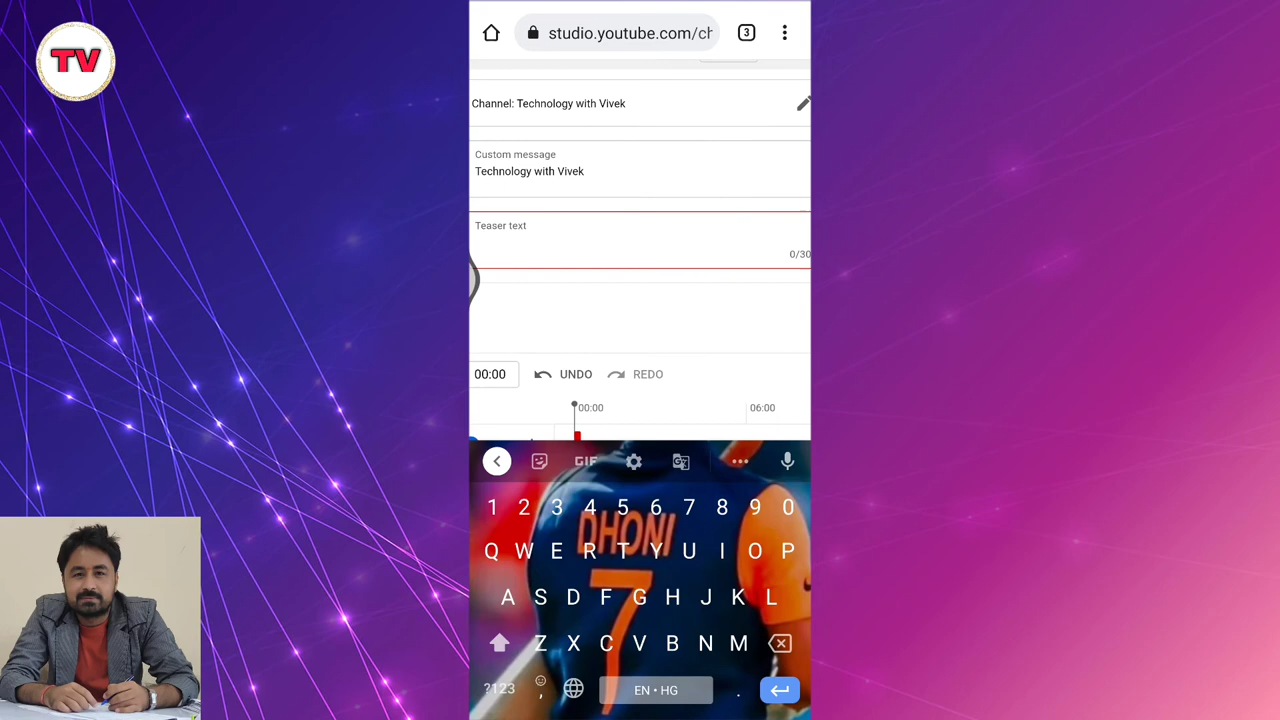 TV
studio.youtube.com/ch
3
Channel: Technology with Vivek
Custom message
Technology with Vivek
Teaser text
0/30
00:00
UNDO
REDO
00:00
06:00
GIF
1 2 3 4 5 6 7 8 9 0
DHONI
7
Q W E R T Y U I O P
A S D F G H J K L
Z X C V B N M
?123
,
EN • HG
.